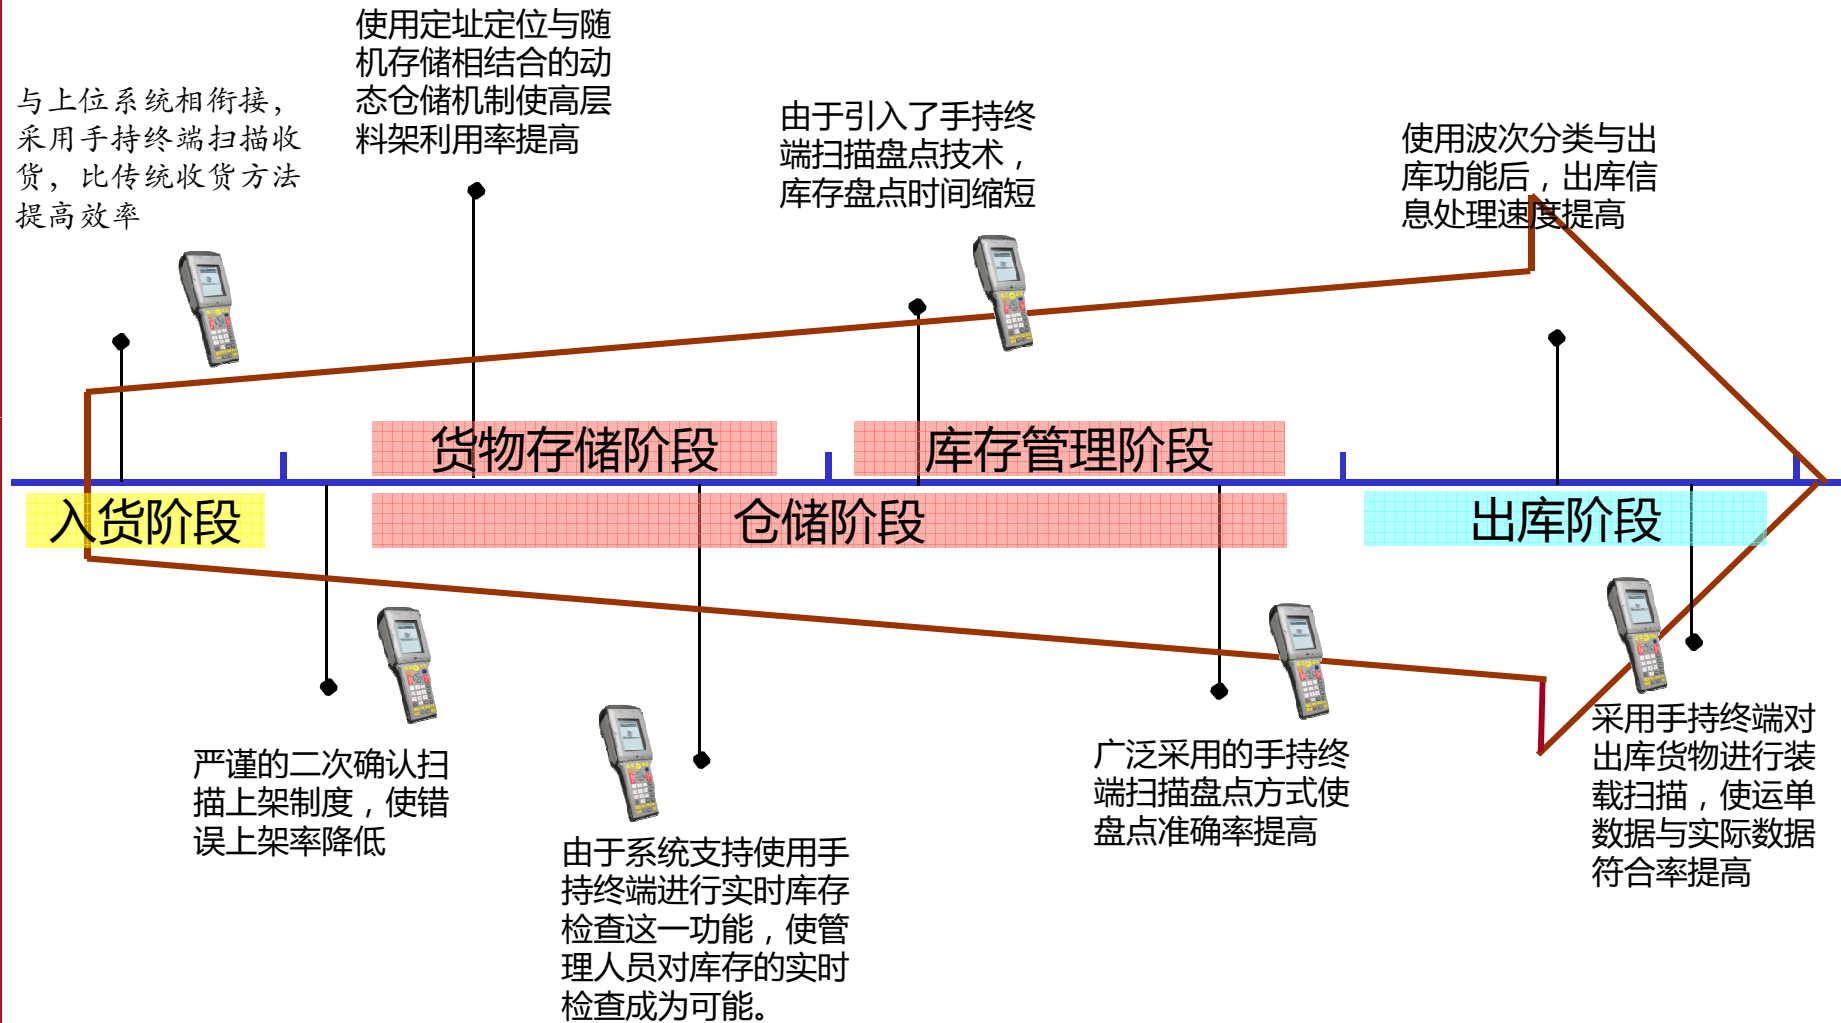 使用定址定位与随
机存储相结合的动
态仓储机制使高层
料架利用率提高
与上位系统相衔接，
采用手持终端扫描收
货，比传统收货方法
提高效率
由于引入了手持终
端扫描盘点技术，
库存盘点时间缩短
使用波次分类与出
库功能后，出库信
息处理速度提高
货物存储阶段
库存管理阶段
入货阶段
仓储阶段
出库阶段
严谨的二次确认扫
描上架制度，使错
误上架率降低
由于系统支持使用手
持终端进行实时库存
检查这一功能，使管
理人员对库存的实时
检查成为可能。
广泛采用的手持终
端扫描盘点方式使
盘点准确率提高
采用手持终端对
出库货物进行装
载扫描，使运单
数据与实际数据
符合率提高